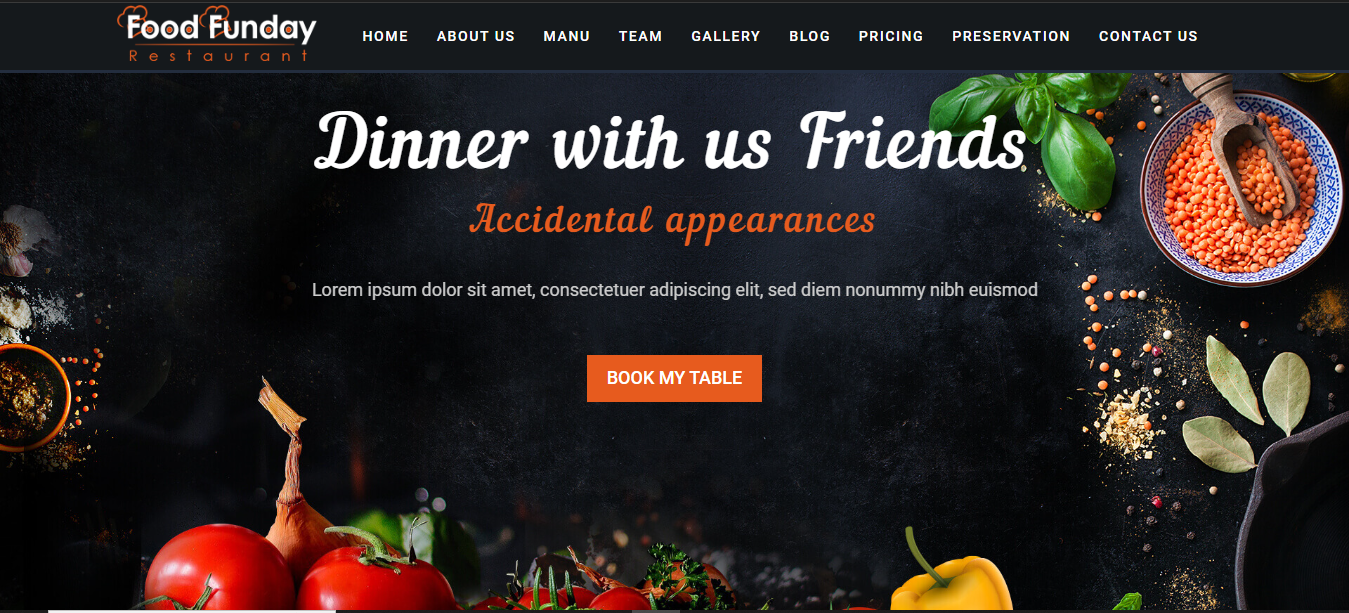 Food Funday
Restaurant
HOME ABOUT US MANU TEAM GALLERY BLOG PRICING PRESERVATION CONTACT US
Dinner with us Friends
Accidental appearances
Lorem ipsum dolor sit amet, consectetuer adipiscing elit, sed diem nonummy nibh euismod
BOOK MY TABLE